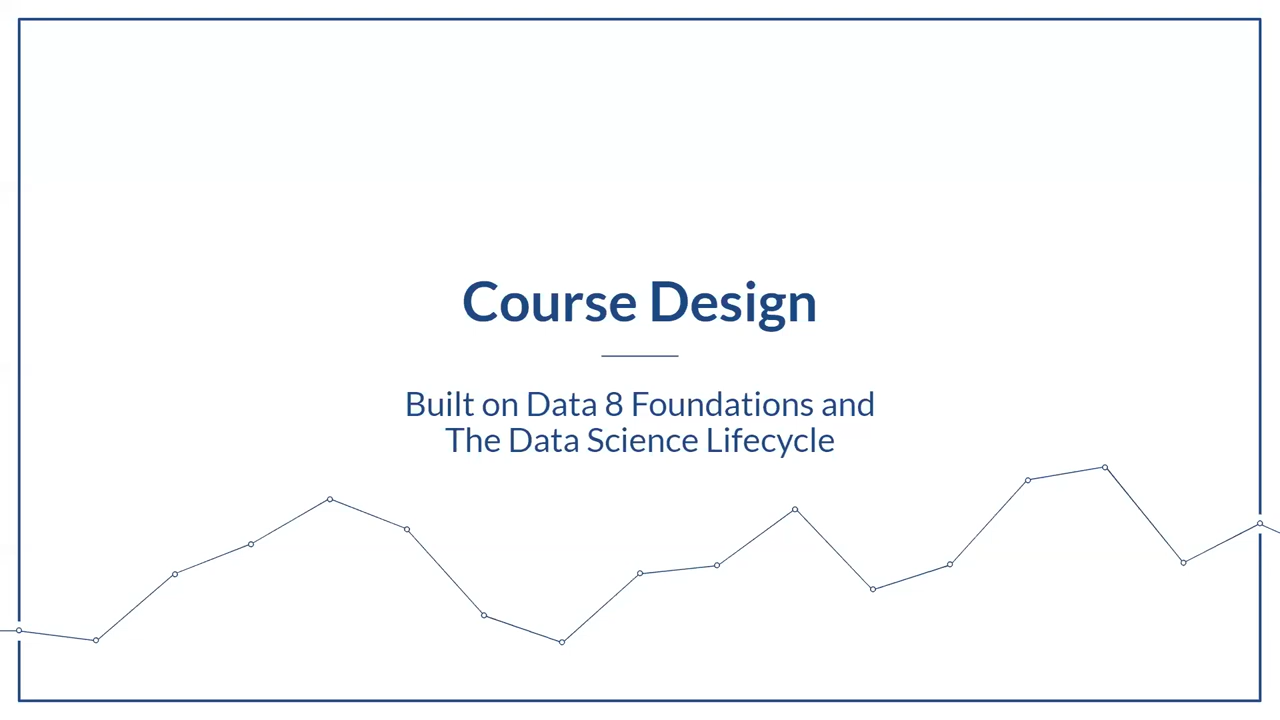 Course Design
Built on Data 8 Foundations and
The Data Science Lifecycle